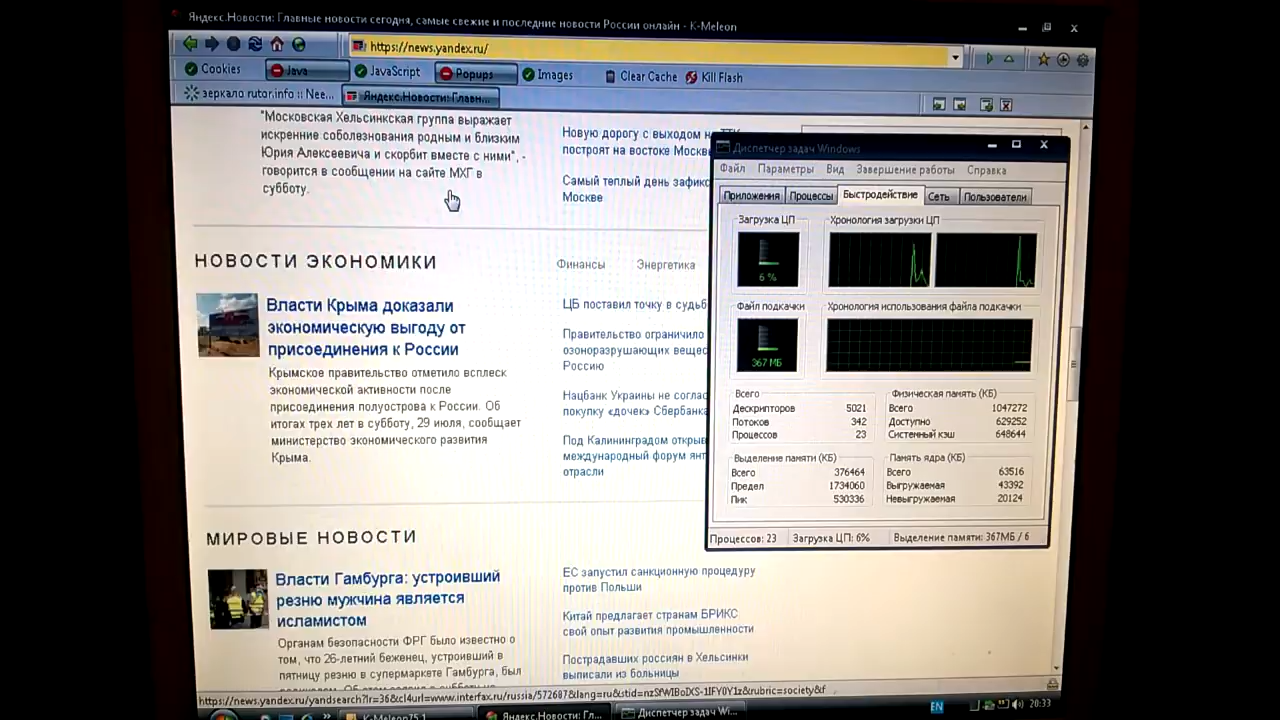 Яндекс.Новости: Главные новости сегодня, самые свежие и последние новости России онлайн - K-Meleon
https://news.yandex.ru/
Cookies Java JavaScript Popups Images Clear Cache Kill Flash
зеркало rutor.info :: Nee...
Яндекс.Новости: Главн...
"Московская Хельсинкская группа выражает
искренние соболезнования родным и близким
Юрия Алексеевича и скорбит вместе с ними", -
говорится в сообщении на сайте МХГ в
субботу.
Новую дорогу с выходом на ТТК
построят на востоке Москвы
Самый теплый день зафикс
Москве
НОВОСТИ ЭКОНОМИКИ
Финансы Энергетика
Власти Крыма доказали
экономическую выгоду от
присоединения к России
Крымское правительство отметило всплеск
экономической активности после
присоединения полуострова к России. Об
итогах трех лет в субботу, 29 июля, сообщает
министерство экономического развития
Крыма.
ЦБ поставил точку в судьб
Правительство ограничило
озоноразрушающих вещес
Россию
Нацбанк Украины не соглас
покупку «дочек» Сбербанка
Под Калининградом открыв
международный форум янт
отрасли
МИРОВЫЕ НОВОСТИ
Власти Гамбурга: устроивший
резню мужчина является
исламистом
Органам безопасности ФРГ было известно о
том, что 26-летний беженец, устроивший в
пятницу резню в супермаркете Гамбурга, был
ЕС запустил санкционную процедуру
против Польши
Китай предлагает странам БРИКС
свой опыт развития промышленности
Пострадавших россиян в Хельсинки
выписали из больницы
Диспетчер задач Windows
Файл Параметры Вид Завершение работы Справка
Приложения Процессы Быстродействие Сеть Пользователи
Загрузка ЦП
Хронология загрузки ЦП
6 %
Файл подкачки
Хронология использования файла подкачки
367 МБ
Всего
Дескрипторов 5021
Потоков 342
Процессов 23
Физическая память (КБ)
Всего 1047272
Доступно 629252
Системный кэш 648644
Выделение памяти (КБ)
Всего 376464
Предел 1734060
Пик 530336
Память ядра (КБ)
Всего 63516
Выгружаемая 43392
Невыгружаемая 20124
Процессов: 23 Загрузка ЦП: 6% Выделение памяти: 367МБ / 6
K-Meleon75.1
Яндекс.Новости: Гл...
Диспетчер задач Wi...
EN
20:33